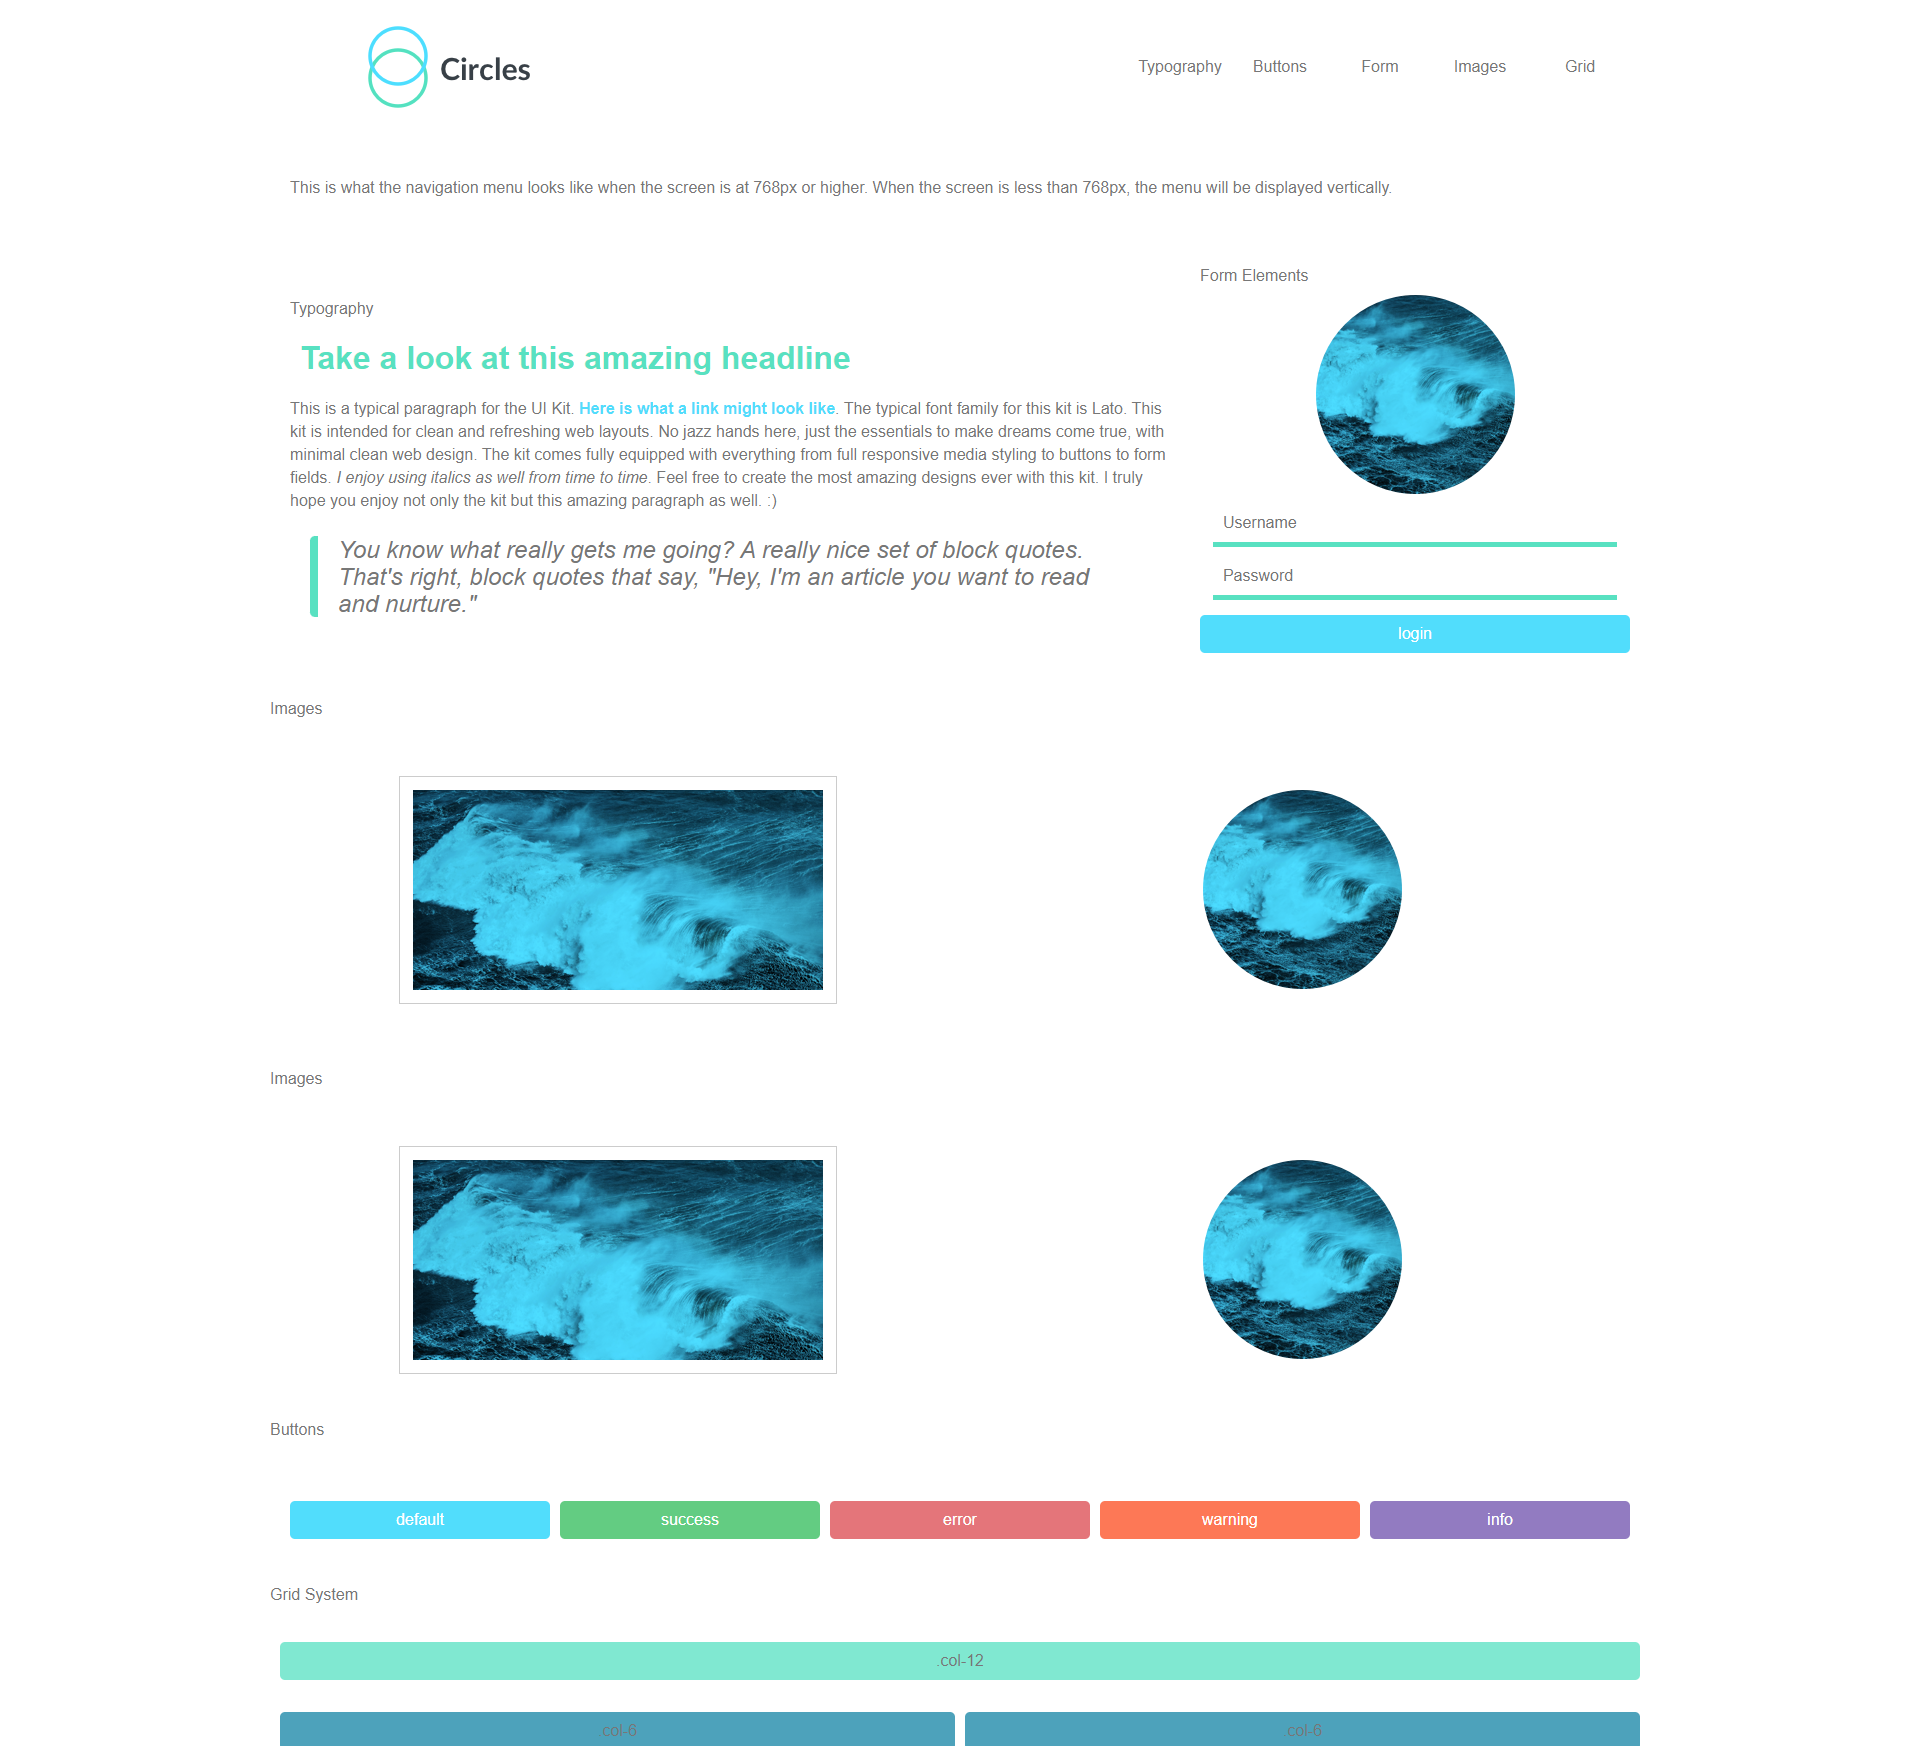 Circles
Typography Buttons Form Images Grid
This is what the navigation menu looks like when the screen is at 768px or higher. When the screen is less than 768px, the menu will be displayed vertically.
Typography
Take a look at this amazing headline
This is a typical paragraph for the UI Kit. Here is what a link might look like. The typical font family for this kit is Lato. This
kit is intended for clean and refreshing web layouts. No jazz hands here, just the essentials to make dreams come true, with
minimal clean web design. The kit comes fully equipped with everything from full responsive media styling to buttons to form
fields. I enjoy using italics as well from time to time. Feel free to create the most amazing designs ever with this kit. I truly
hope you enjoy not only the kit but this amazing paragraph as well. :)
You know what really gets me going? A really nice set of block quotes.
That's right, block quotes that say, "Hey, I'm an article you want to read
and nurture."
Form Elements
Username
Password
login
Images
Images
Buttons
default success error warning info
Grid System
.col-12
.col-6 .col-6